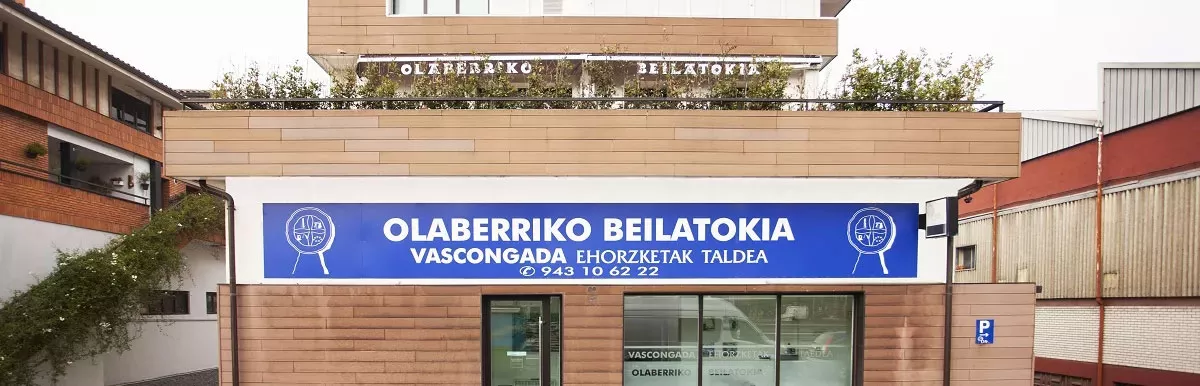 OLABERRIKO BEILATOKIA
OLABERRIKO BEILATOKIA
VASCONGADA EHORZKETAK TALDEA
✆ 943 10 62 22
P
VASCONGADA EHORZKETAK TALDEA
OLABERRIKO BEILATOKIA